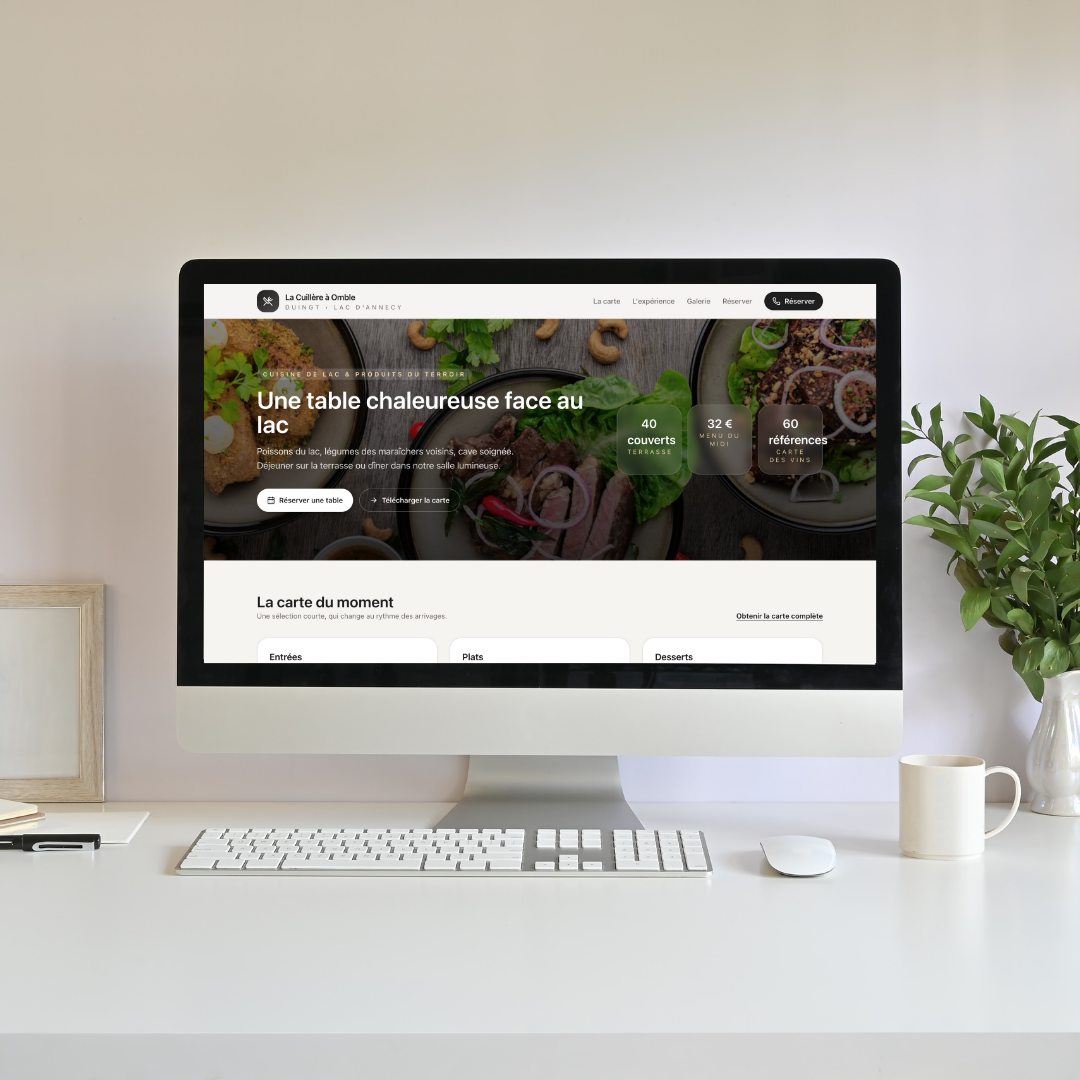 La Cuillère à Omble
DUINGT • LAC D'ANNECY
La carte
L'expérience
Galerie
Réserver
Réserver
CUISINE DE LAC & PRODUITS DU TERROIR
Une table chaleureuse face au
lac
Poissons du lac, légumes des maraîchers voisins, cave soignée.
Déjeuner sur la terrasse ou dîner dans notre salle lumineuse.
Réserver une table
Télécharger la carte
40
couverts
TERRASSE
32 €
MENU DU
MIDI
60
références
CARTE
DES VINS
La carte du moment
Une sélection courte, qui change au rythme des arrivages.
Obtenir la carte complète
Entrées
Plats
Desserts